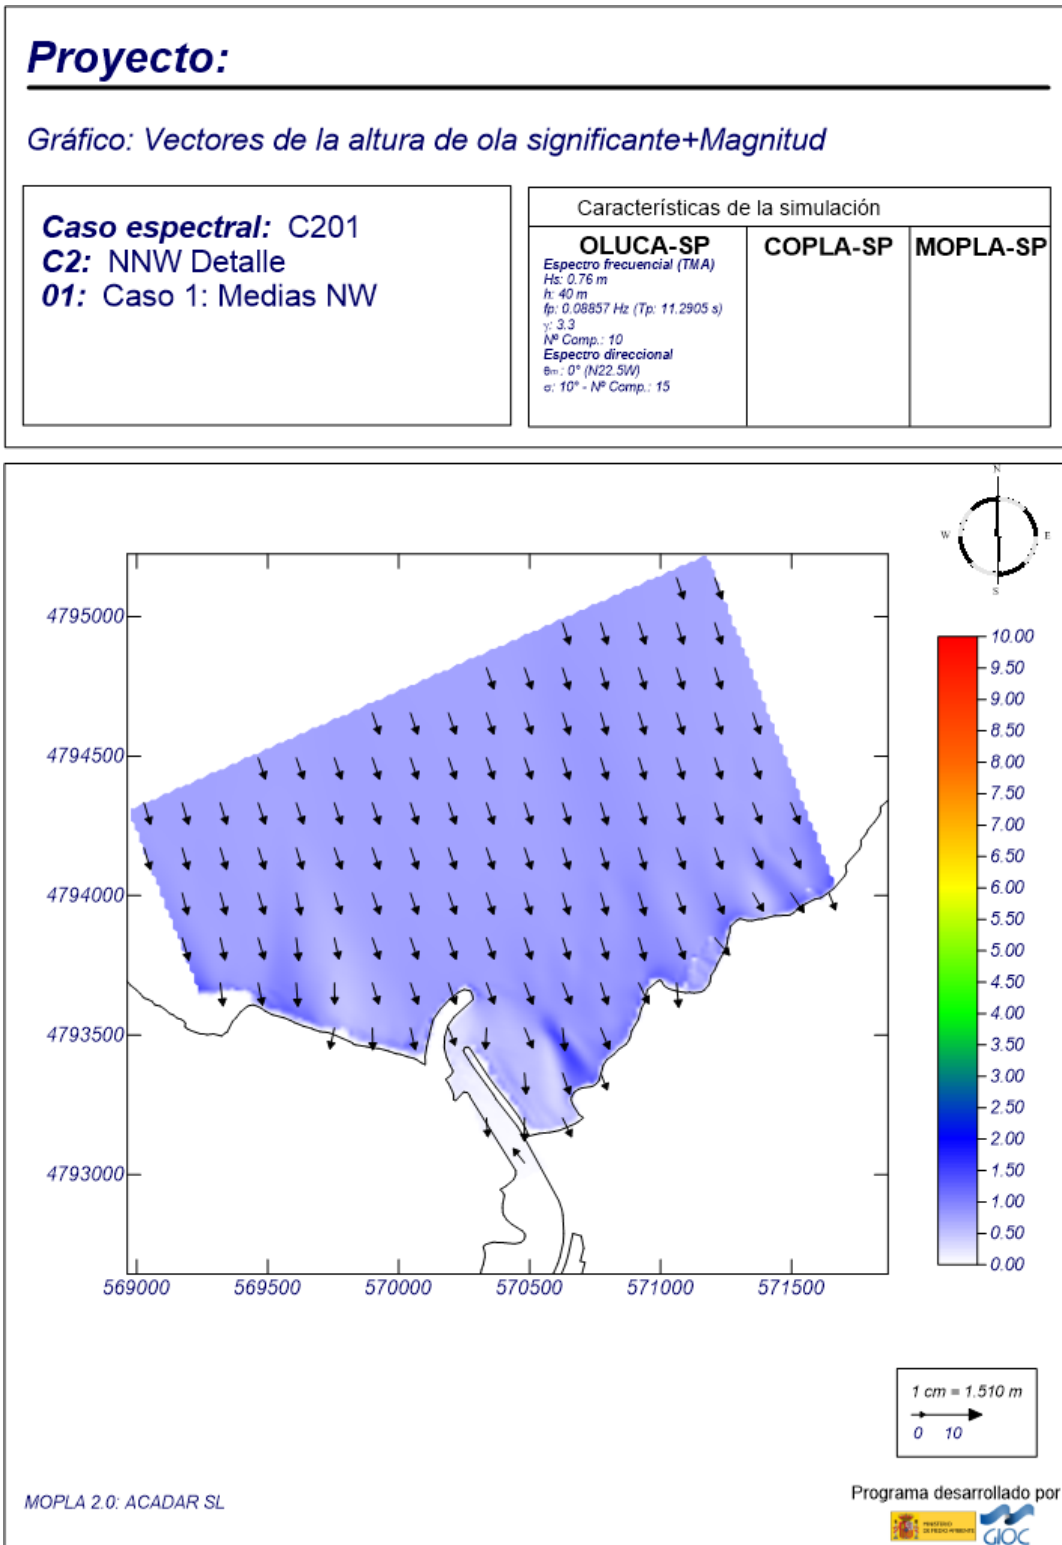 Proyecto:
Gráfico: Vectores de la altura de ola significante+Magnitud
Caso espectral: C201
C2: NNW Detalle
01: Caso 1: Medias NW
Características de la simulación
OLUCA-SP
Espectro frecuencial (TMA)
Hs: 0.76 m
h: 40 m
fp: 0.08857 Hz (Tp: 11.2905 s)
γ: 3.3
Nº Comp.: 10
Espectro direccional
θm: 0° (N22.5W)
σ: 10° - Nº Comp.: 15
COPLA-SP
MOPLA-SP
N
W
E
S
4795000
4794500
4794000
4793500
4793000
569000
569500
570000
570500
571000
571500
10.00
9.50
9.00
8.50
8.00
7.50
7.00
6.50
6.00
5.50
5.00
4.50
4.00
3.50
3.00
2.50
2.00
1.50
1.00
0.50
0.00
1 cm = 1.510 m
0 10
MOPLA 2.0: ACADAR SL
Programa desarrollado por
MINISTERIO
DE MEDIO AMBIENTE
GIOC